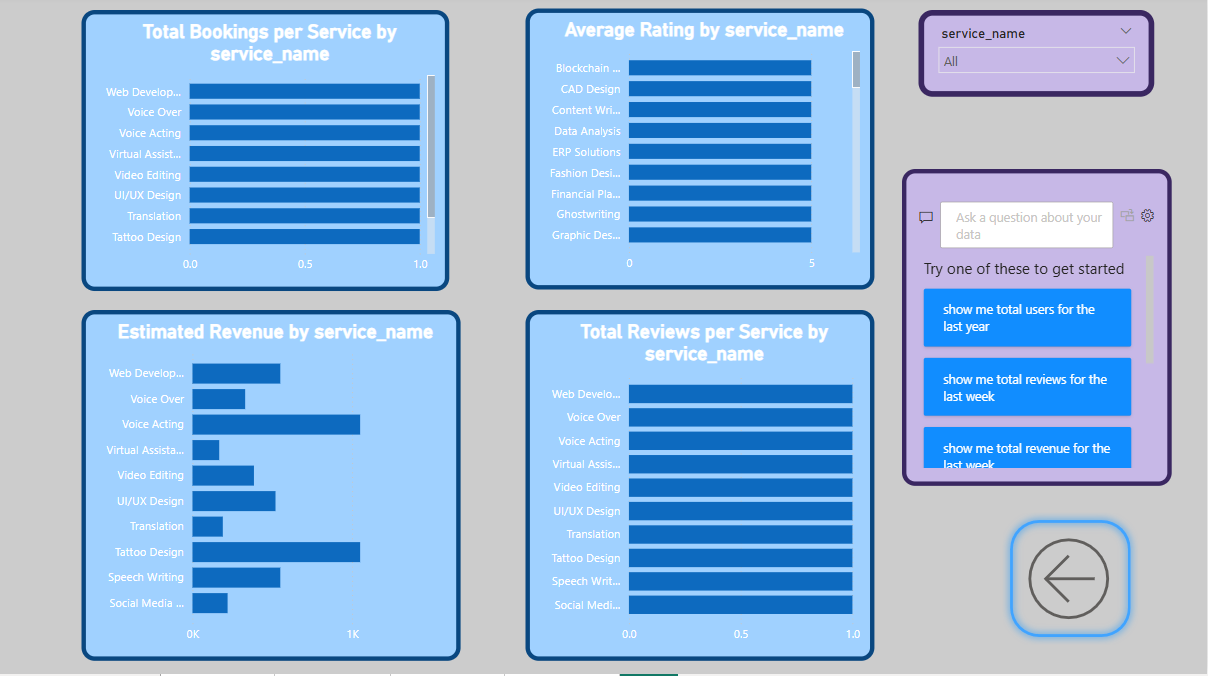 Total Bookings per Service by
service_name
Web Develop...
Voice Over
Voice Acting
Virtual Assist...
Video Editing
UI/UX Design
Translation
Tattoo Design
0.0
0.5
1.0
Average Rating by service_name
Blockchain ...
CAD Design
Content Wri...
Data Analysis
ERP Solutions
Fashion Desi...
Financial Pla...
Ghostwriting
Graphic Des...
0
5
service_name
All
Ask a question about your
data
Try one of these to get started
show me total users for the
last year
show me total reviews for the
last week
show me total revenue for the
last week
Estimated Revenue by service_name
Web Develop...
Voice Over
Voice Acting
Virtual Assista...
Video Editing
UI/UX Design
Translation
Tattoo Design
Speech Writing
Social Media ...
0K
1K
Total Reviews per Service by
service_name
Web Develo...
Voice Over
Voice Acting
Virtual Assis...
Video Editing
UI/UX Design
Translation
Tattoo Design
Speech Writ...
Social Medi...
0.0
0.5
1.0